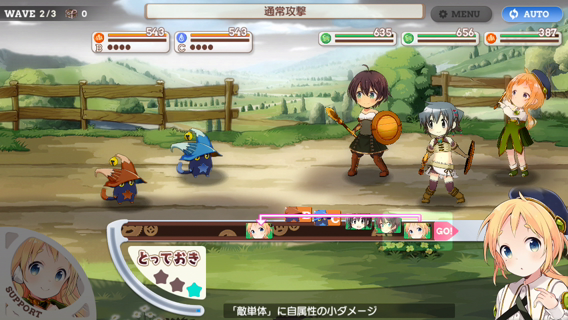 WAVE 2/3 0
通常攻撃
MENU
AUTO
543
B
543
C
635
656
387
GO!
とっておき
SUPPORT
「敵単体」に自属性の小ダメージ